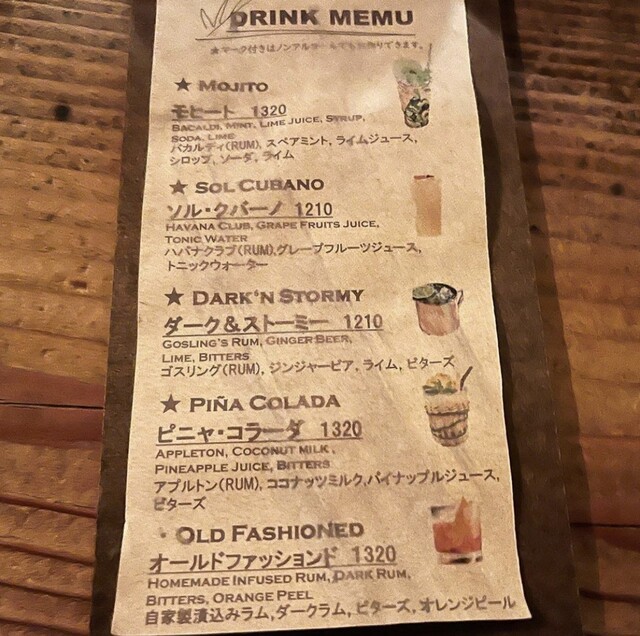 DRINK MEMU
★マーク付きはノンアルコールでもお作りできます。
★ MOJITO
モヒート 1320
BACALDI, MINT, LIME JUICE, SYRUP,
SODA, LIME
バカルディ(RUM), スペアミント, ライムジュース,
シロップ, ソーダ, ライム
★ SOL CUBANO
ソル・クバーノ 1210
HAVANA CLUB, GRAPE FRUITS JUICE,
TONIC WATER
ハバナクラブ(RUM),グレープフルーツジュース,
トニックウォーター
★ DARK'N STORMY
ダーク&ストーミー 1210
GOSLING'S RUM, GINGER BEER,
LIME, BITTERS
ゴスリング(RUM), ジンジャービア, ライム, ビターズ
★ PIÑA COLADA
ピニャ・コラーダ 1320
APPLETON, COCONUT MILK,
PINEAPPLE JUICE, BITTERS
アプルトン(RUM), ココナッツミルク,パイナップルジュース,
ビターズ
・OLD FASHIONED
オールドファッションド 1320
HOMEMADE INFUSED RUM, DARK RUM,
BITTERS, ORANGE PEEL
自家製漬込みラム, ダークラム, ビターズ, オレンジピール